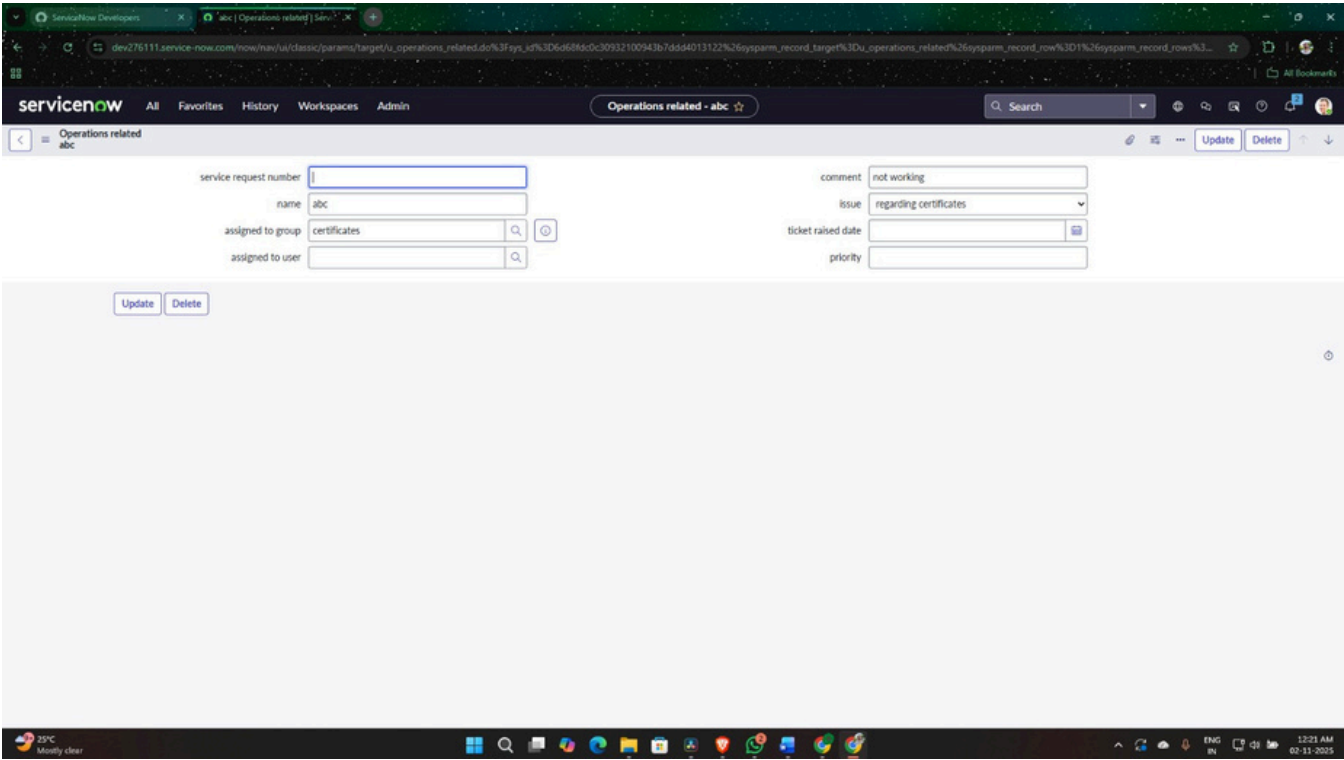 ServiceNow Developers
abc | Operations related | Servi
dev276111.service-now.com/now/nav/ui/classic/params/target/u_operations_related.do%3Fsys_id%3D6d68fdc0c30932100943b7ddd4013122%26sysparm_record_target%3Du_operations_related%26sysparm_record_row%3D1%26sysparm_record_rows%3...
All Bookmarks
servicenow All Favorites History Workspaces Admin
Operations related - abc
Search
2
Operations related
abc
Update Delete
service request number
comment not working
name abc
issue regarding certificates
assigned to group certificates
ticket raised date
assigned to user
priority
Update Delete
25°C
Mostly clear
ENG
IN
12:21 AM
02-11-2025